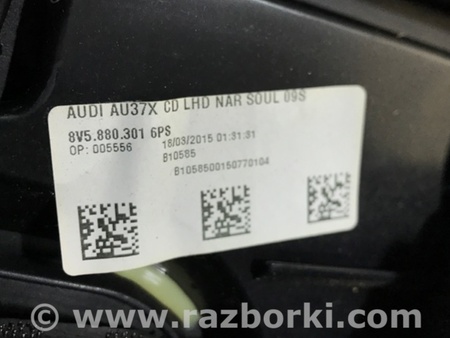 AUDI AU37X CD LHD NAR SOUL 09S
8V5.880.301 6PS
OP: 005556 18/03/2015 01:31:31
B10585
B1058500150770104
www.razborki.com